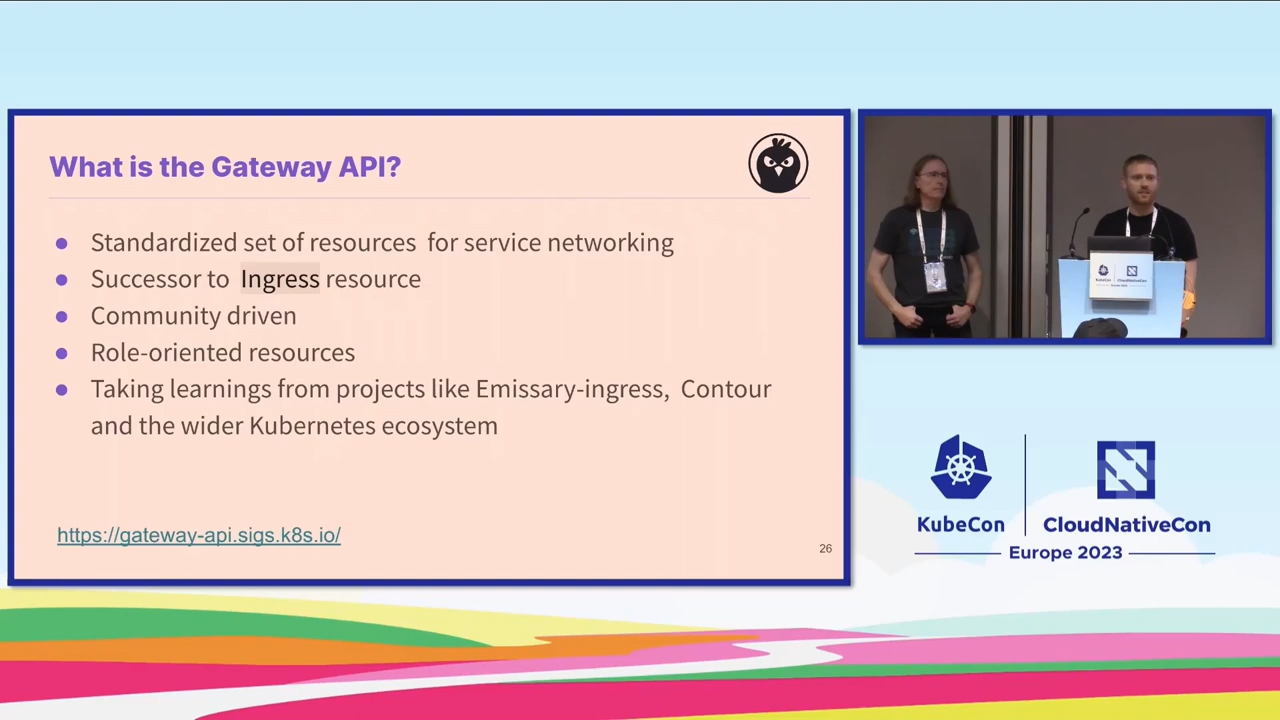 What is the Gateway API?
● Standardized set of resources  for service networking
● Successor to  Ingress resource
● Community driven
● Role-oriented resources
● Taking learnings from projects like Emissary-ingress,  Contour
and the wider Kubernetes ecosystem
https://gateway-api.sigs.k8s.io/
26
KubeCon
CloudNativeCon
Europe 2023